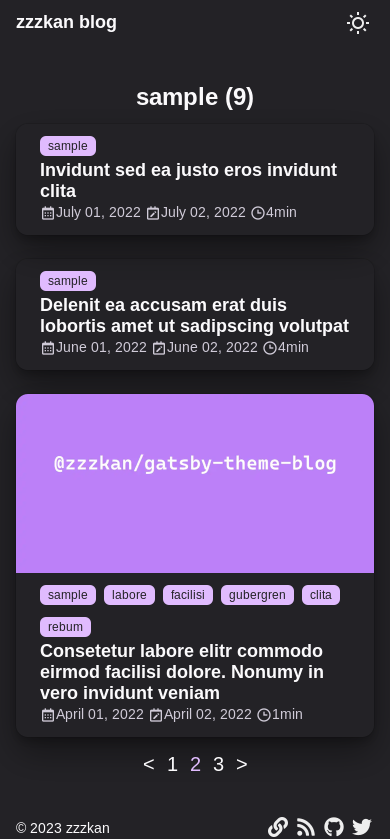 zzzkan blog
sample (9)
sample
Invidunt sed ea justo eros invidunt
clita
July 01, 2022 July 02, 2022 4min
sample
Delenit ea accusam erat duis
lobortis amet ut sadipscing volutpat
June 01, 2022 June 02, 2022 4min
@zzzkan/gatsby-theme-blog
sample labore facilisi gubergren clita
rebum
Consetetur labore elitr commodo
eirmod facilisi dolore. Nonumy in
vero invidunt veniam
April 01, 2022 April 02, 2022 1min
< 1 2 3 >
© 2023 zzzkan